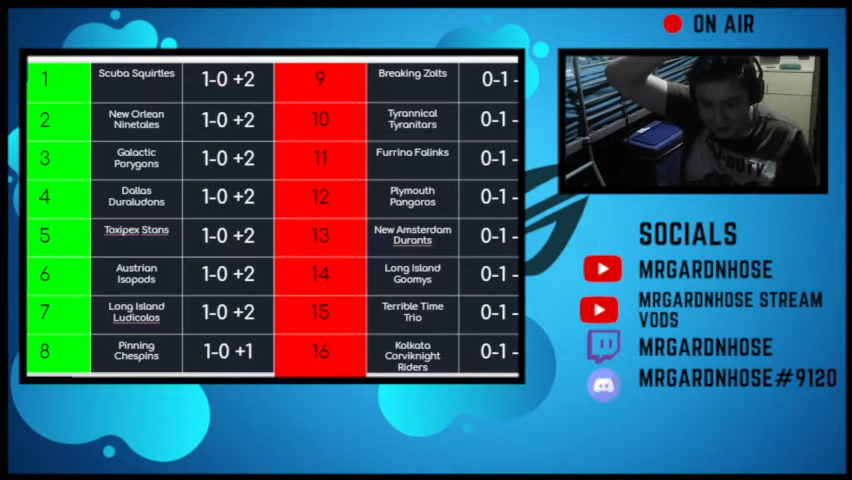 ON AIR
1 Scuba Squirtles 1-0 +2 9 Breaking Zolts 0-1 -
2 New Orlean Ninetales 1-0 +2 10 Tyrannical Tyranitars 0-1 -
3 Galactic Porygons 1-0 +2 11 Furrina Falinks 0-1 -
4 Dallas Duraludons 1-0 +2 12 Plymouth Pangoros 0-1 -
5 Toxipex Stans 1-0 +2 13 New Amsterdam Durants 0-1 -
6 Austrian Isopods 1-0 +2 14 Long Island Goomys 0-1 -
7 Long Island Ludicolos 1-0 +2 15 Terrible Time Trio 0-1 -
8 Pinning Chespins 1-0 +1 16 Kolkata Corviknight Riders 0-1 -
SOCIALS
MRGARDNHOSE
MRGARDNHOSE STREAM
VODS
MRGARDNHOSE
MRGARDNHOSE#9120